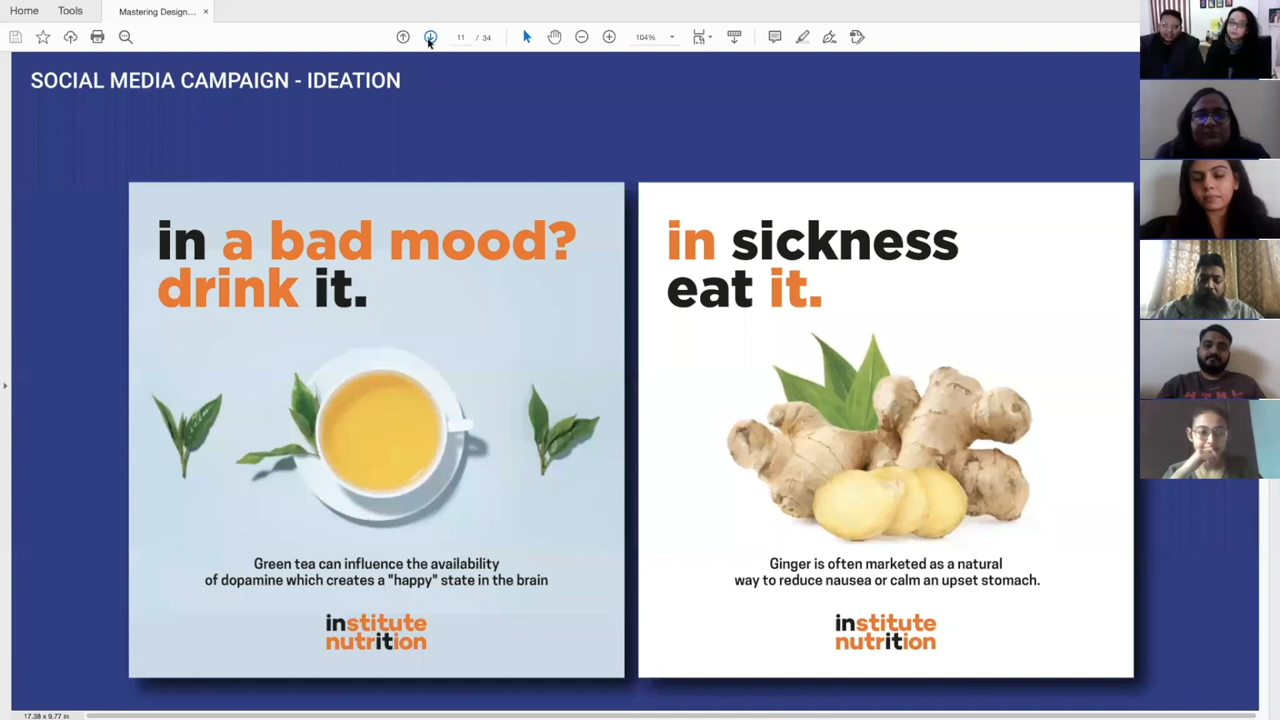 Home
Tools
Mastering Design... ×
11 / 34
104%
SOCIAL MEDIA CAMPAIGN - IDEATION
in a bad mood?
drink it.
Green tea can influence the availability
of dopamine which creates a "happy" state in the brain
institute
nutrition
in sickness
eat it.
Ginger is often marketed as a natural
way to reduce nausea or calm an upset stomach.
institute
nutrition
17.38 x 9.77 in